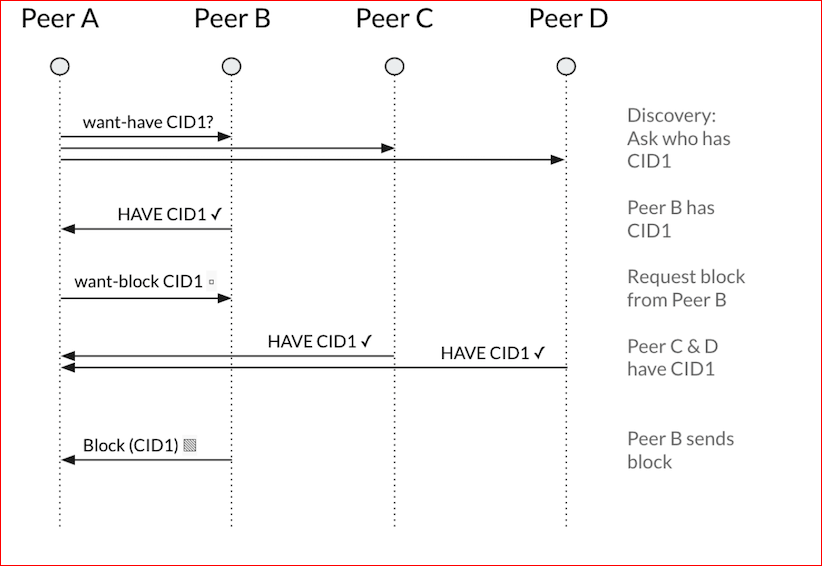 Peer A Peer B Peer C Peer D
want-have CID1?
Discovery:
Ask who has
CID1
HAVE CID1 ✓
Peer B has
CID1
want-block CID1
Request block
from Peer B
HAVE CID1 ✓
HAVE CID1 ✓
Peer C & D
have CID1
Block (CID1)
Peer B sends
block